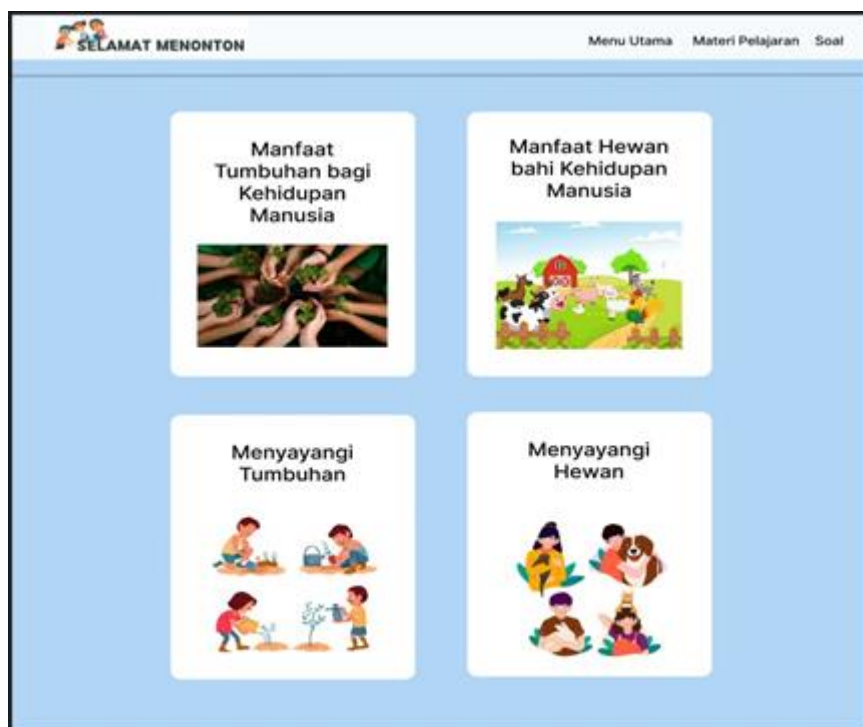 SELAMAT MENONTON
Menu Utama Materi Pelajaran Soal
Manfaat
Tumbuhan bagi
Kehidupan
Manusia
Manfaat Hewan
bahi Kehidupan
Manusia
Menyayangi
Tumbuhan
Menyayangi
Hewan